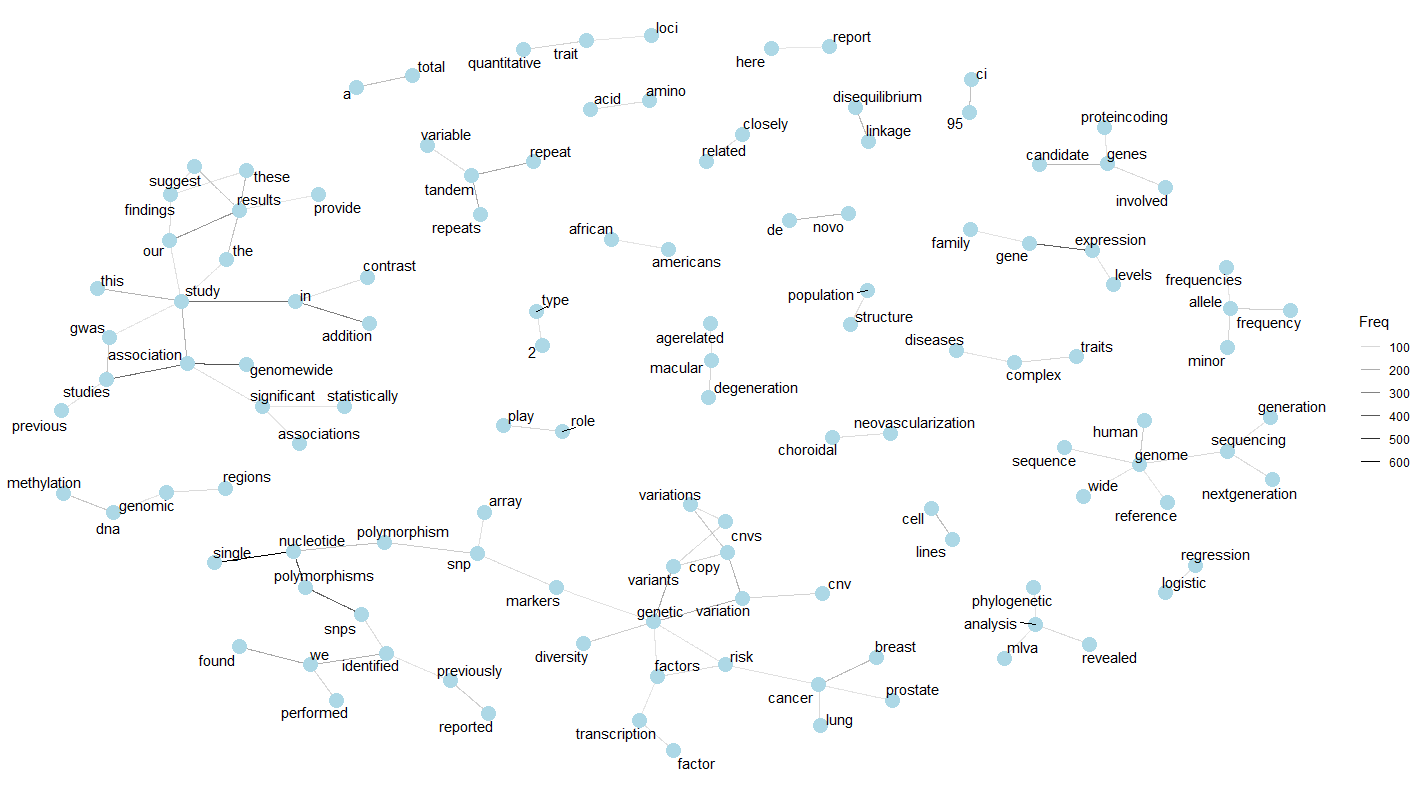 loci
report
quantitative
trait
here
total
a
ci
acid
amino
disequilibrium
95
linkage
proteincoding
closely
related
variable
repeat
candidate
genes
tandem
repeats
involved
suggest
these
findings
results
provide
our
the
african
americans
de
novo
family
gene
expression
levels
this
study
in
contrast
addition
frequencies
allele
frequency
minor
population
structure
type
2
gwas
association
genomewide
studies
significant
statistically
previous
associations
agerelated
macular
degeneration
diseases
complex
traits
Freq
100
200
300
400
500
600
play
role
neovascularization
choroidal
generation
human
sequencing
sequence
genome
wide
nextgeneration
reference
methylation
regions
genomic
dna
array
variations
cell
lines
cnvs
single
nucleotide
polymorphism
snp
copy
variants
polymorphisms
markers
regression
logistic
genetic
variation
cnv
phylogenetic
analysis
mlva
revealed
snps
found
we
identified
previously
diversity
factors
risk
breast
cancer
prostate
lung
performed
reported
transcription
factor